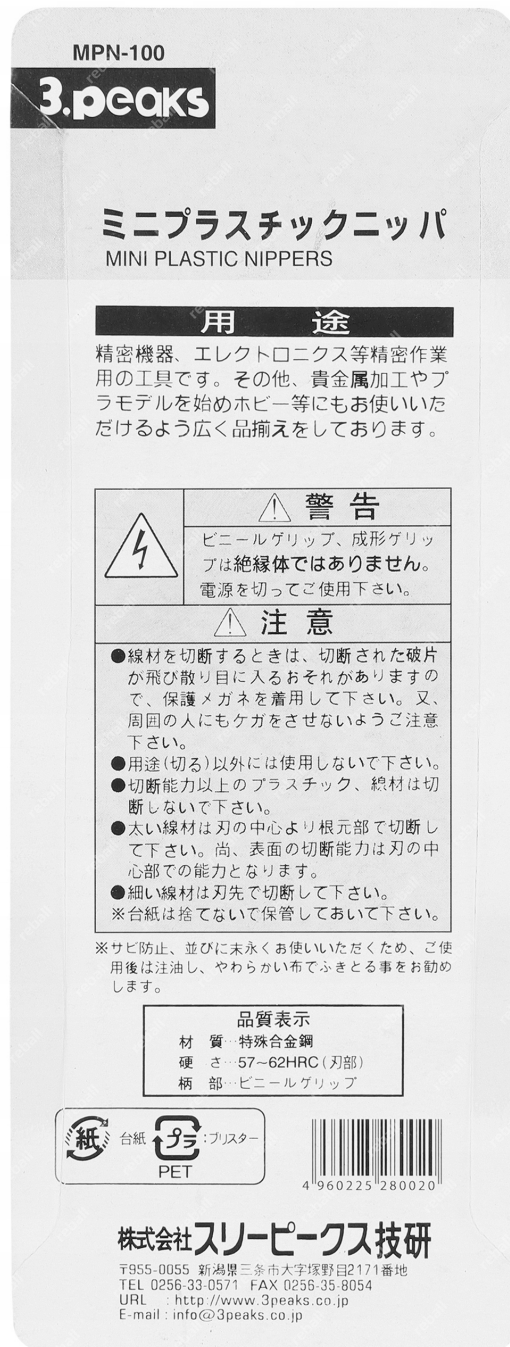 MPN-100
3.peaks
ミニプラスチックニッパ
MINI PLASTIC NIPPERS
用 途
精密機器、エレクトロニクス等精密作業
用の工具です。その他、貴金属加工やプ
ラモデルを始めホビー等にもお使いいた
だけるよう広く品揃えをしております。
警 告
ビニールグリップ、成形グリッ
プは絶縁体ではありません。
電源を切ってご使用下さい。
注 意
●線材を切断するときは、切断された破片
が飛び散り目に入るおそれがありますの
で、保護メガネを着用して下さい。又、
周囲の人にもケガをさせないようご注意
下さい。
●用途(切る)以外には使用しないで下さい。
●切断能力以上のプラスチック、線材は切
断しないで下さい。
●太い線材は刃の中心より根元部で切断し
て下さい。尚、表面の切断能力は刃の中
心部での能力となります。
●細い線材は刃先で切断して下さい。
※台紙は捨てないで保管しておいて下さい。
※サビ防止、並びに末永くお使いいただくため、ご使
用後は注油し、やわらかい布でふきとる事をお勧め
します。
品質表示
材 質…特殊合金鋼
硬 さ…57~62HRC(刃部)
柄 部…ビニールグリップ
紙 台紙 プラ:ブリスター
PET
4 960225 280020
株式会社スリーピークス技研
〒955-0055 新潟県三条市大字塚野目2171番地
TEL 0256-33-0571 FAX 0256-35-8054
URL : http://www.3peaks.co.jp
E-mail : info@3peaks.co.jp